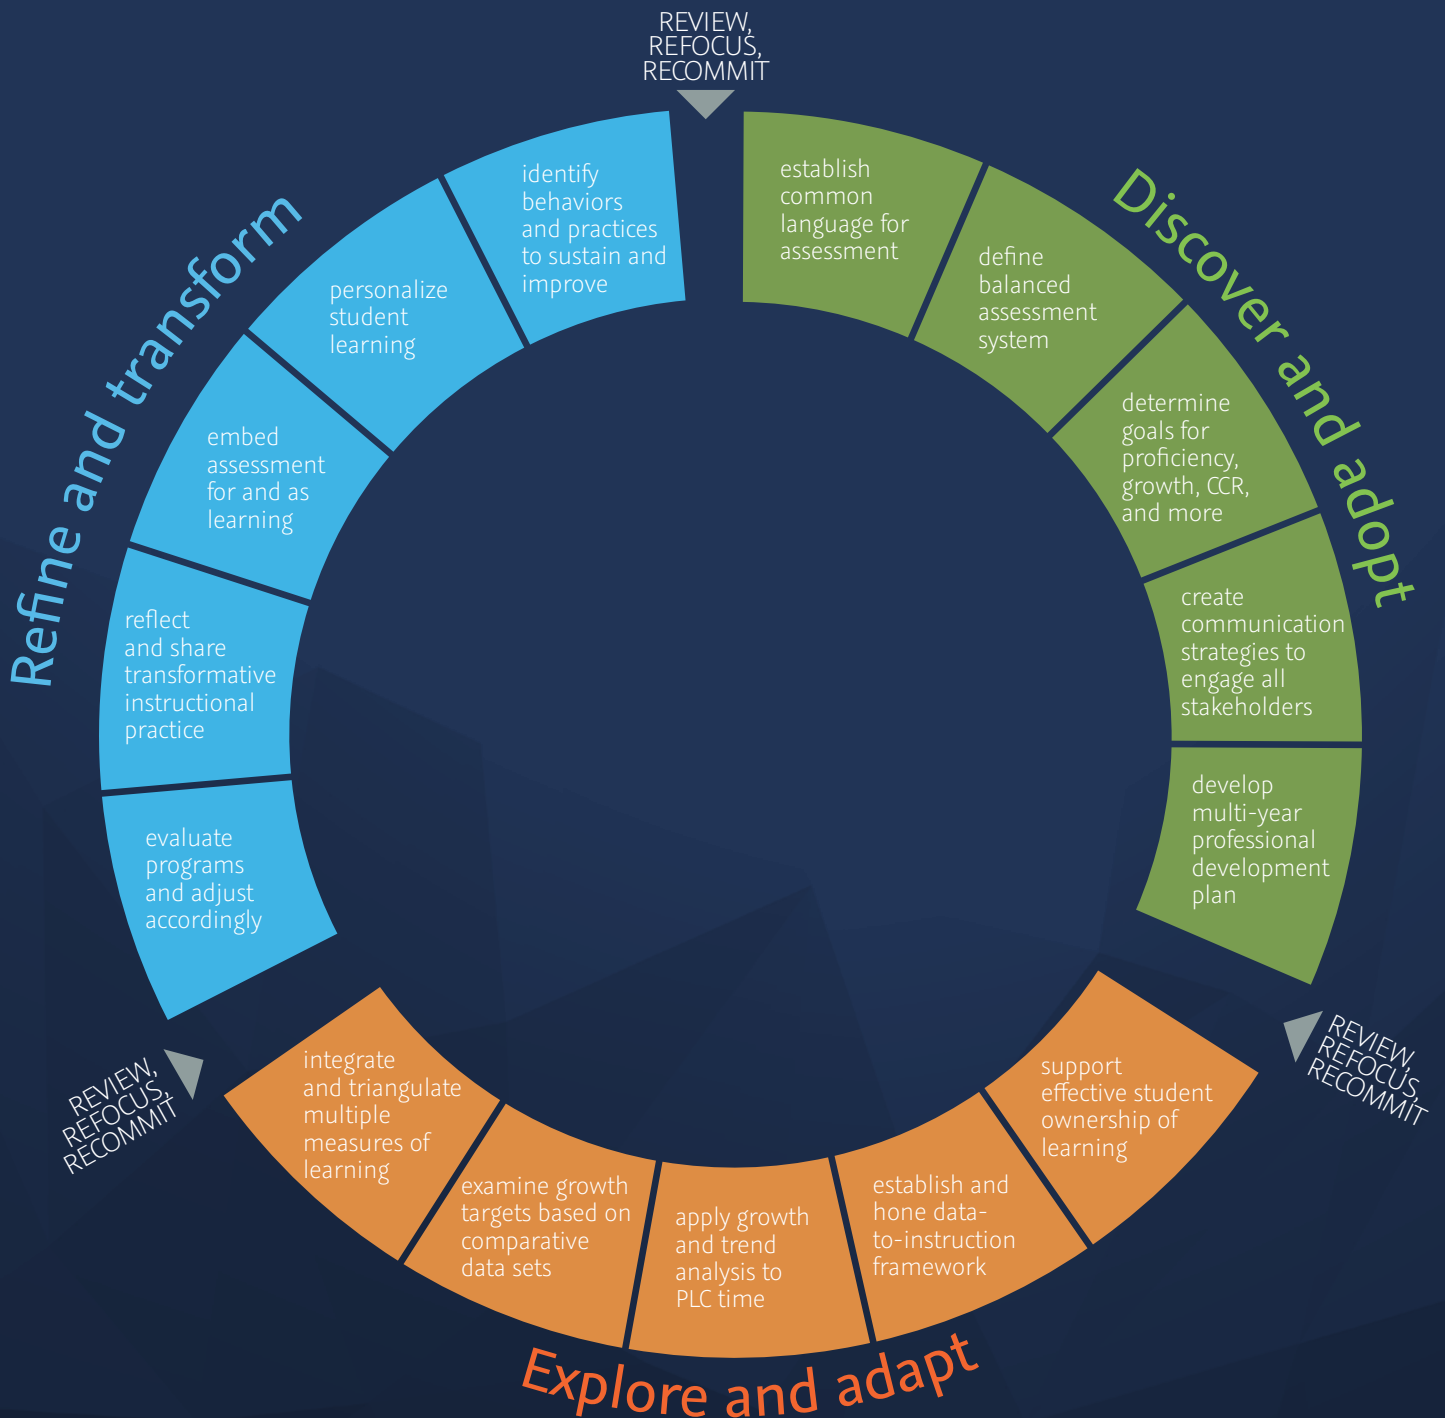 REVIEW,
REFOCUS,
RECOMMIT
Discover and adopt
establish
common
language for
assessment
define
balanced
assessment
system
determine
goals for
proficiency,
growth, CCR,
and more
create
communication
strategies to
engage all
stakeholders
develop
multi-year
professional
development
plan
REVIEW,
REFOCUS,
RECOMMIT
Explore and adapt
support
effective student
ownership of
learning
establish and
hone data-
to-instruction
framework
apply growth
and trend
analysis to
PLC time
examine growth
targets based on
comparative
data sets
integrate
and triangulate
multiple
measures of
learning
REVIEW,
REFOCUS,
RECOMMIT
Refine and transform
evaluate
programs
and adjust
accordingly
reflect
and share
transformative
instructional
practice
embed
assessment
for and as
learning
personalize
student
learning
identify
behaviors
and practices
to sustain and
improve